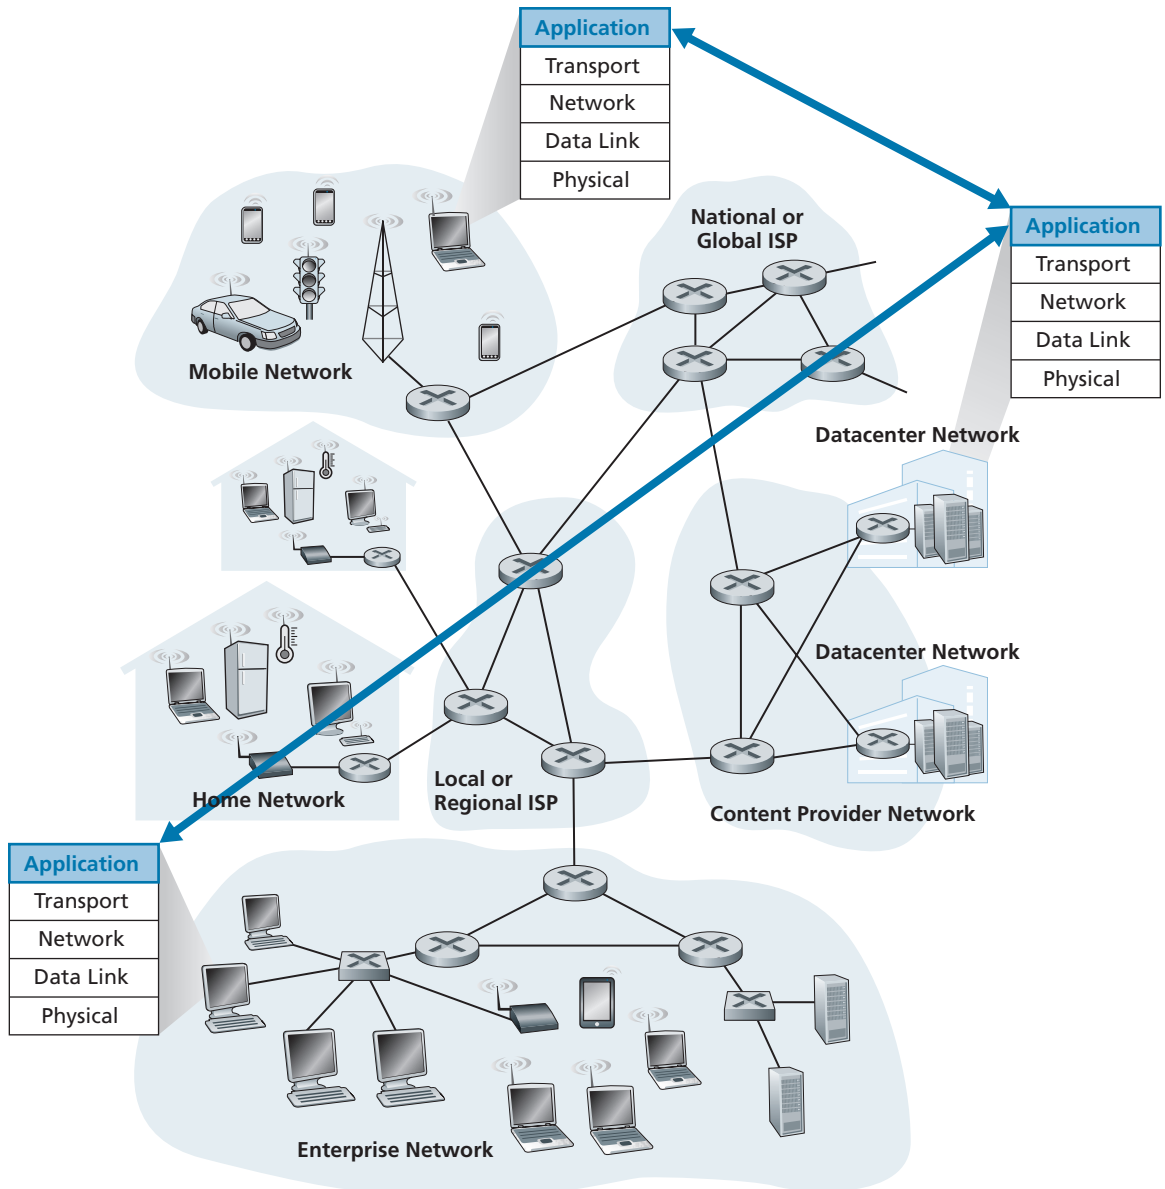 Application
Transport
Network
Data Link
Physical
National or
Global ISP
Application
Transport
Network
Data Link
Physical
Mobile Network
Datacenter Network
Datacenter Network
Home Network
Local or
Regional ISP
Content Provider Network
Application
Transport
Network
Data Link
Physical
Enterprise Network